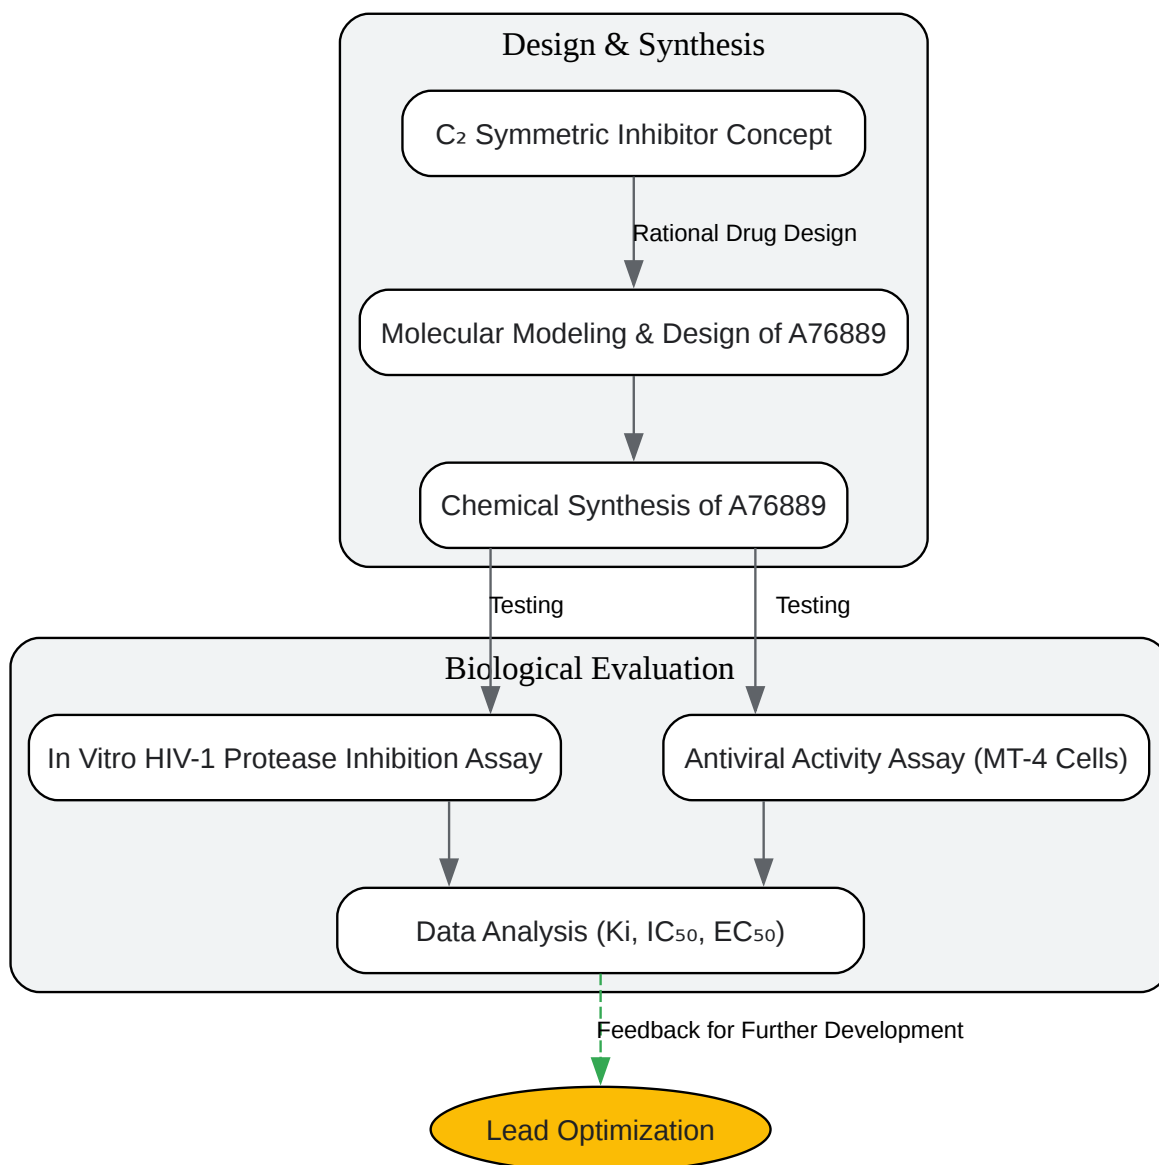 Design & Synthesis
C₂ Symmetric Inhibitor Concept
Rational Drug Design
Molecular Modeling & Design of A76889
Chemical Synthesis of A76889
Testing
Testing
Biological Evaluation
In Vitro HIV-1 Protease Inhibition Assay
Antiviral Activity Assay (MT-4 Cells)
Data Analysis (Ki, IC₅₀, EC₅₀)
Feedback for Further Development
Lead Optimization